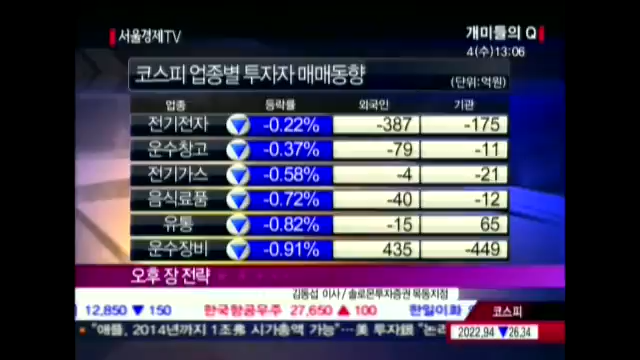 서울경제TV
개미들의 Q
4(수)13:06
코스피 업종별 투자자 매매동향
(단위:억원)
업종 등락률 외국인 기관
전기전자 ▼ -0.22% -387 -175
운수창고 ▼ -0.37% -79 -11
전기가스 ▼ -0.58% -4 -21
음식료품 ▼ -0.72% -40 -12
유통 ▼ -0.82% -15 65
운수장비 ▼ -0.91% 435 -449
오후 장 전략
김동섭 이사/솔로몬투자증권 목동지점
12,850 ▼ 150 한국항공우주 27,650 ▲ 100 한일이화
코스피
"애플, 2014년까지 1조弗 시가총액 가능"…美 투자銀 "논리
2022.94 ▼26.34